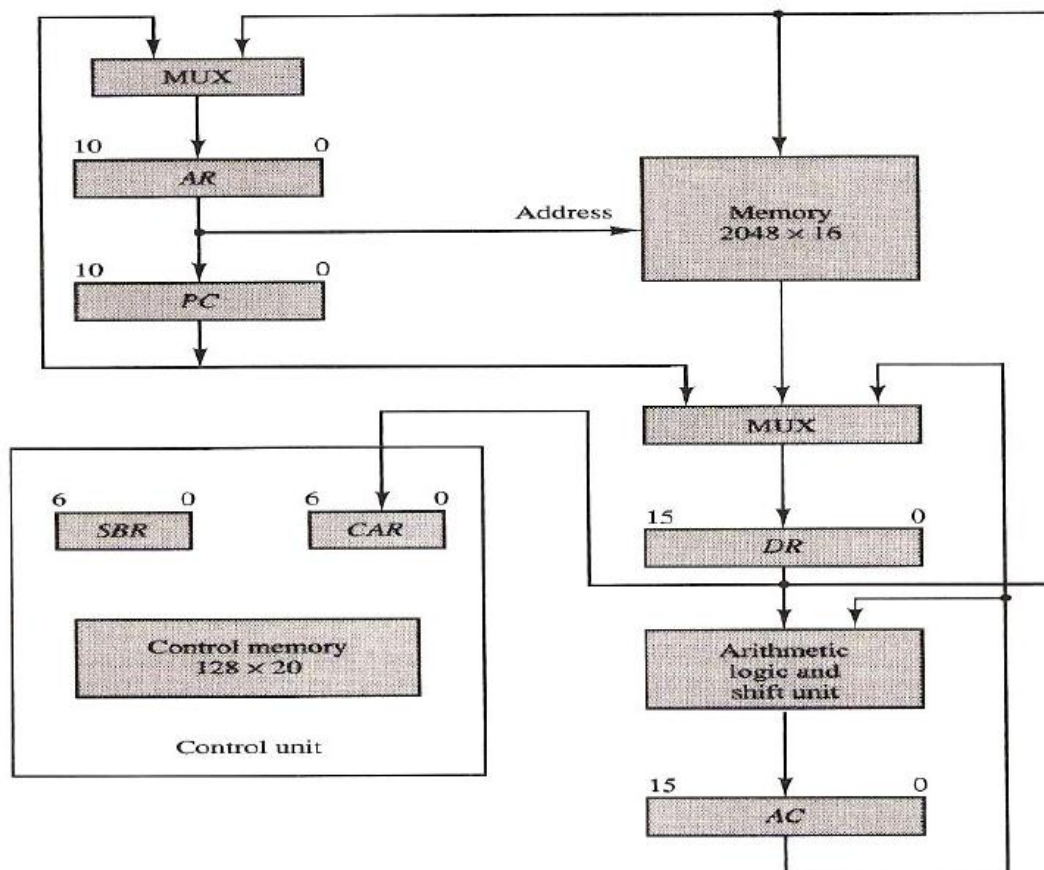 MUX
10 0
AR
Address
Memory
2048 × 16
10 0
PC
MUX
6 0
SBR
6 0
CAR
15 0
DR
Control memory
128 × 20
Arithmetic
logic and
shift unit
Control unit
15 0
AC